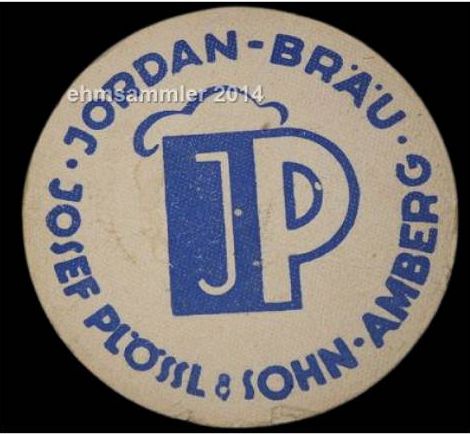 JORDAN-BRÄU
JOSEF PLÖSSL & SOHN·AMBERG
JP
ehmsammler 2014